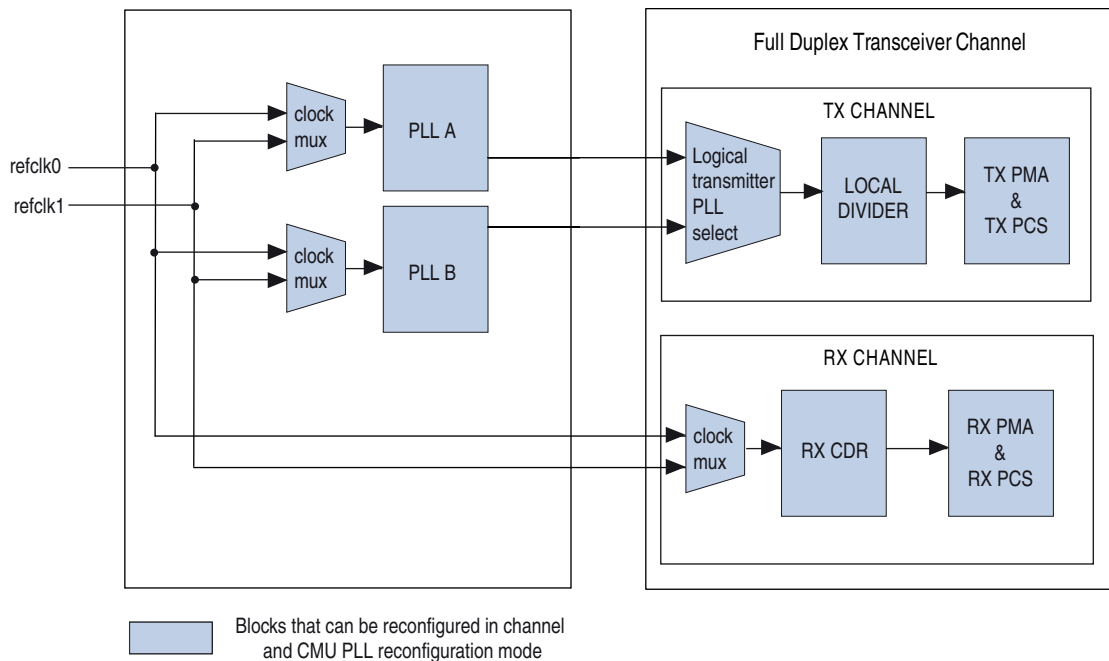 Full Duplex Transceiver Channel
TX CHANNEL
clock
mux
PLL A
refclk0
refclk1
Logical
transmitter
PLL
select
LOCAL
DIVIDER
TX PMA
&
TX PCS
clock
mux
PLL B
RX CHANNEL
clock
mux
RX CDR
RX PMA
&
RX PCS
Blocks that can be reconfigured in channel
and CMU PLL reconfiguration mode